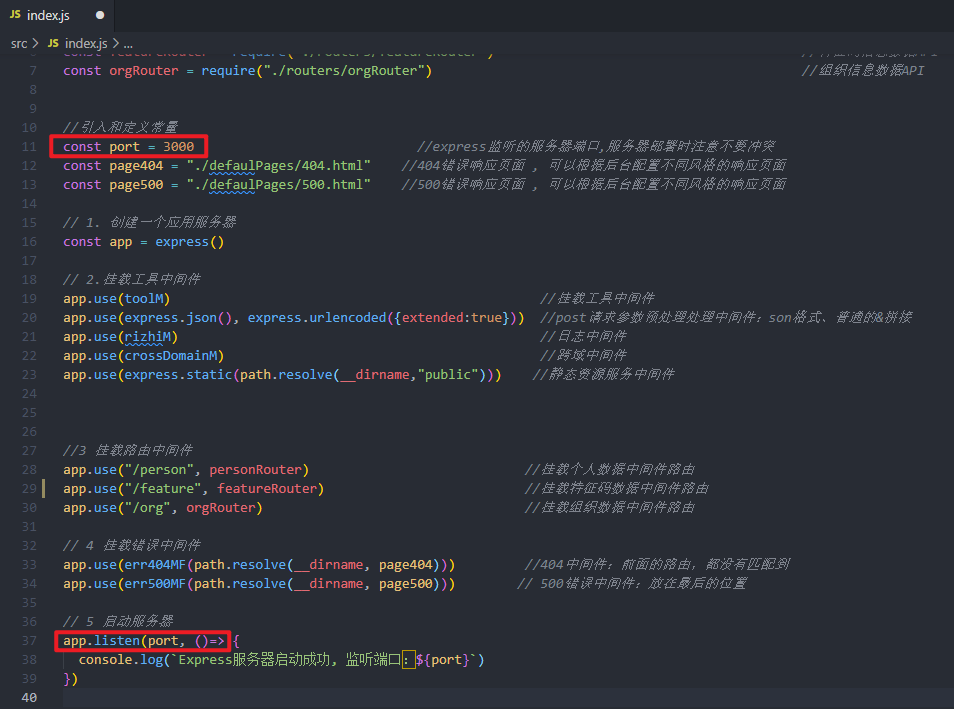 JS index.js ●
src > JS index.js > ...
7 const orgRouter = require("./routers/orgRouter") //组织信息数据API
8
9
10 //引入和定义常量
11 const port = 3000 //express监听的服务器端口,服务器部署时注意不要冲突
12 const page404 = "./defaulPages/404.html" //404错误响应页面 , 可以根据后台配置不同风格的响应页面
13 const page500 = "./defaulPages/500.html" //500错误响应页面 , 可以根据后台配置不同风格的响应页面
14
15 // 1. 创建一个应用服务器
16 const app = express()
17
18 // 2.挂载工具中间件
19 app.use(toolM) //挂载工具中间件
20 app.use(express.json(), express.urlencoded({extended:true})) //post请求参数预处理处理中间件：son格式、普通的&拼接
21 app.use(rizhiM) //日志中间件
22 app.use(crossDomainM) //跨域中间件
23 app.use(express.static(path.resolve(__dirname,"public"))) //静态资源服务中间件
24
25
26
27 //3 挂载路由中间件
28 app.use("/person", personRouter) //挂载个人数据中间件路由
29 app.use("/feature", featureRouter) //挂载特征码数据中间件路由
30 app.use("/org", orgRouter) //挂载组织数据中间件路由
31
32 // 4 挂载错误中间件
33 app.use(err404MF(path.resolve(__dirname, page404))) //404中间件：前面的路由，都没有匹配到
34 app.use(err500MF(path.resolve(__dirname, page500))) // 500错误中间件：放在最后的位置
35
36 // 5 启动服务器
37 app.listen(port, ()=> {
38 console.log(`Express服务器启动成功, 监听端口：${port}`)
39 })
40